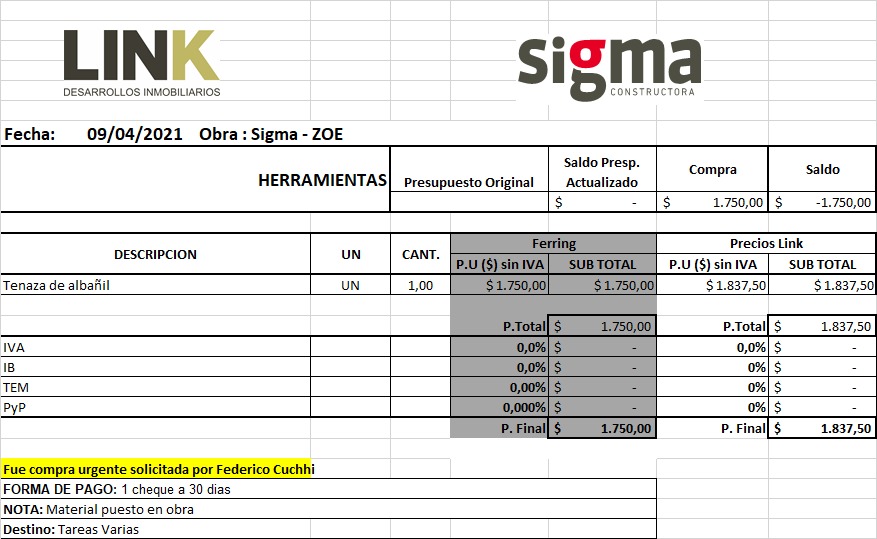 LINK
DESARROLLOS INMOBILIARIOS
sigma
CONSTRUCTORA
Fecha: 09/04/2021 Obra : Sigma - ZOE
HERRAMIENTAS Presupuesto Original Saldo Presp. Actualizado Compra Saldo
$ - $ 1.750,00 $ -1.750,00
DESCRIPCION UN CANT. Ferring Precios Link
P.U ($) sin IVA SUB TOTAL P.U ($) sin IVA SUB TOTAL
Tenaza de albañil UN 1,00 $ 1.750,00 $ 1.750,00 $ 1.837,50 $ 1.837,50
P.Total $ 1.750,00 P.Total $ 1.837,50
IVA 0,0% $ - 0,0% $ -
IB 0,0% $ - 0% $ -
TEM 0,00% $ - 0% $ -
PyP 0,000% $ - 0% $ -
P. Final $ 1.750,00 P. Final $ 1.837,50
Fue compra urgente solicitada por Federico Cuchhi
FORMA DE PAGO: 1 cheque a 30 dias
NOTA: Material puesto en obra
Destino: Tareas Varias